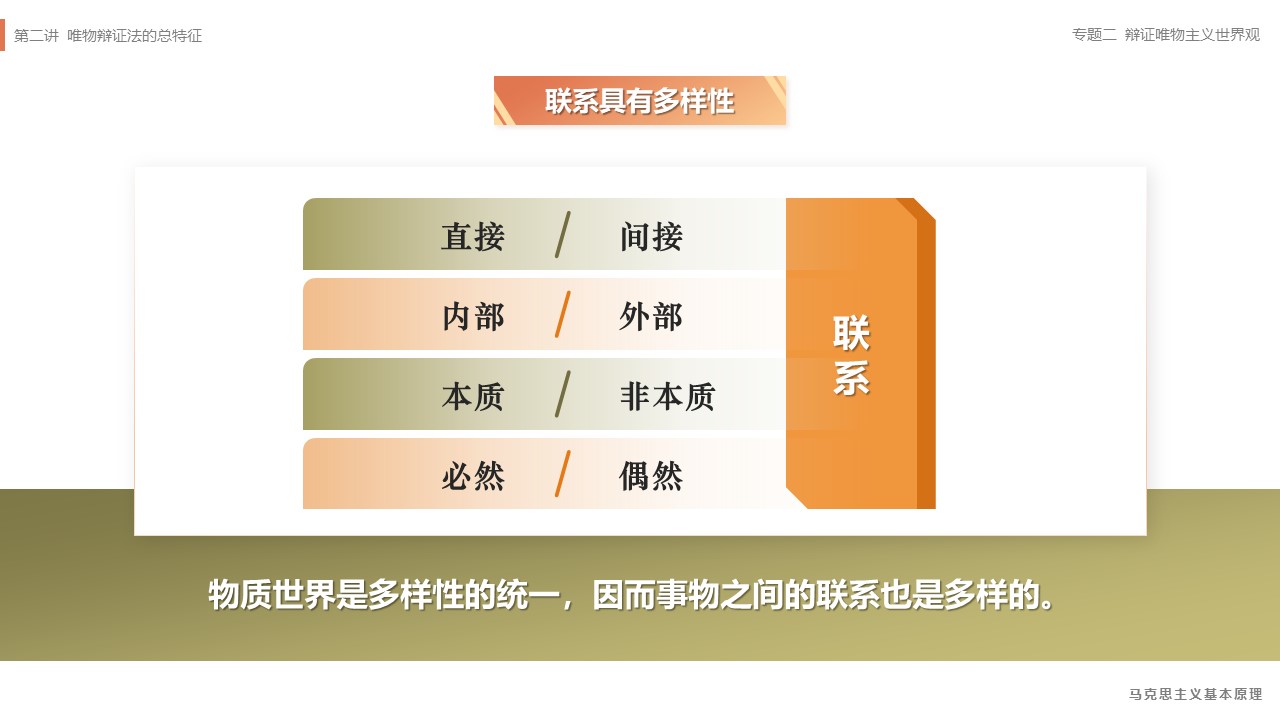 第二讲 唯物辩证法的总特征
专题二 辩证唯物主义世界观
联系具有多样性
直接 / 间接
内部 / 外部
本质 / 非本质
必然 / 偶然
联系
物质世界是多样性的统一，因而事物之间的联系也是多样的。
马克思主义基本原理